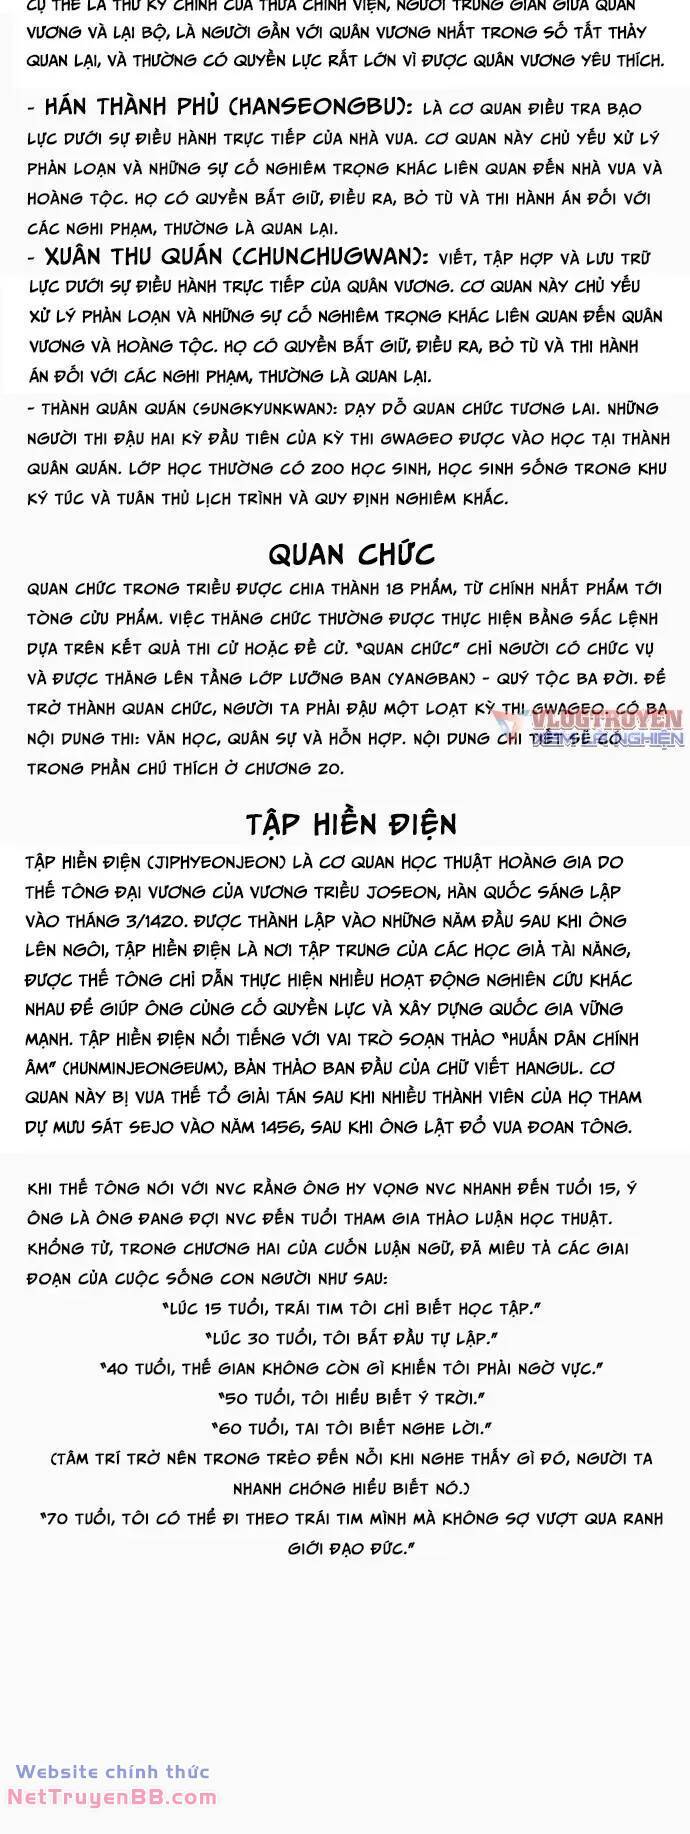 CỤ THỂ LÀ THƯ KÝ CHÍNH CỦA THỪA CHÍNH VIỆN, NGƯỜI TRUNG GIAN GIỮA QUÂN
VƯƠNG VÀ LẠI BỘ, LÀ NGƯỜI GẦN VỚI QUÂN VƯƠNG NHẤT TRONG SỐ TẤT THẢY
QUAN LẠI, VÀ THƯỜNG CÓ QUYỀN LỰC RẤT LỚN VÌ ĐƯỢC QUÂN VƯƠNG YÊU THÍCH.
- HÁN THÀNH PHỦ (HANSEONGBU): LÀ CƠ QUAN ĐIỀU TRA BẠO
LỰC DƯỚI SỰ ĐIỀU HÀNH TRỰC TIẾP CỦA NHÀ VUA. CƠ QUAN NÀY CHỦ YẾU XỬ LÝ
PHẢN LOẠN VÀ NHỮNG SỰ CỐ NGHIÊM TRỌNG KHÁC LIÊN QUAN ĐẾN NHÀ VUA VÀ
HOÀNG TỘC. HỌ CÓ QUYỀN BẮT GIỮ, ĐIỀU RA, BỎ TÙ VÀ THI HÀNH ÁN ĐỐI VỚI
CÁC NGHI PHẠM, THƯỜNG LÀ QUAN LẠI.
- XUÂN THU QUÁN (CHUNCHUGWAN): VIẾT, TẬP HỢP VÀ LƯU TRỮ
LỰC DƯỚI SỰ ĐIỀU HÀNH TRỰC TIẾP CỦA QUÂN VƯƠNG. CƠ QUAN NÀY CHỦ YẾU
XỬ LÝ PHẢN LOẠN VÀ NHỮNG SỰ CỐ NGHIÊM TRỌNG KHÁC LIÊN QUAN ĐẾN QUÂN
VƯƠNG VÀ HOÀNG TỘC. HỌ CÓ QUYỀN BẮT GIỮ, ĐIỀU RA, BỎ TÙ VÀ THI HÀNH
ÁN ĐỐI VỚI CÁC NGHI PHẠM, THƯỜNG LÀ QUAN LẠI.
- THÀNH QUÂN QUÁN (SUNGKYUNKWAN): DẠY DỖ QUAN CHỨC TƯƠNG LAI. NHỮNG
NGƯỜI THI ĐẬU HAI KỲ ĐẦU TIÊN CỦA KỲ THI GWAGEO ĐƯỢC VÀO HỌC TẠI THÀNH
QUÂN QUÁN. LỚP HỌC THƯỜNG CÓ 200 HỌC SINH, HỌC SINH SỐNG TRONG KHU
KÝ TÚC VÀ TUÂN THỦ LỊCH TRÌNH VÀ QUY ĐỊNH NGHIÊM KHẮC.
QUAN CHỨC
QUAN CHỨC TRONG TRIỀU ĐƯỢC CHIA THÀNH 18 PHẨM, TỪ CHÍNH NHẤT PHẨM TỚI
TÒNG CỬU PHẨM. VIỆC THĂNG CHỨC THƯỜNG ĐƯỢC THỰC HIỆN BẰNG SẮC LỆNH
DỰA TRÊN KẾT QUẢ THI CỬ HOẶC ĐỀ CỬ. "QUAN CHỨC" CHỈ NGƯỜI CÓ CHỨC VỤ
VÀ ĐƯỢC THĂNG LÊN TẦNG LỚP LƯỠNG BAN (YANGBAN) - QUÝ TỘC BA ĐỜI. ĐỂ
TRỞ THÀNH QUAN CHỨC, NGƯỜI TA PHẢI ĐẬU MỘT LOẠT KỲ THI GWAGEO. CÓ BA
VLOGTRUYEN
NỘI DUNG THI: VĂN HỌC, QUÂN SỰ VÀ HỖN HỢP. NỘI DUNG CHI TIẾT SẼ CÓ
XEM LÀ NGHIỆN
TRONG PHẦN CHÚ THÍCH Ở CHƯƠNG 20.
TẬP HIỀN ĐIỆN
TẬP HIỀN ĐIỆN (JIPHYEONJEON) LÀ CƠ QUAN HỌC THUẬT HOÀNG GIA DO
THẾ TÔNG ĐẠI VƯƠNG CỦA VƯƠNG TRIỀU JOSEON, HÀN QUỐC SÁNG LẬP
VÀO THÁNG 3/1420. ĐƯỢC THÀNH LẬP VÀO NHỮNG NĂM ĐẦU SAU KHI ÔNG
LÊN NGÔI, TẬP HIỀN ĐIỆN LÀ NƠI TẬP TRUNG CỦA CÁC HỌC GIẢ TÀI NĂNG,
ĐƯỢC THẾ TÔNG CHỈ DẪN THỰC HIỆN NHIỀU HOẠT ĐỘNG NGHIÊN CỨU KHÁC
NHAU ĐỂ GIÚP ÔNG CỦNG CỐ QUYỀN LỰC VÀ XÂY DỰNG QUỐC GIA VỮNG
MẠNH. TẬP HIỀN ĐIỆN NỔI TIẾNG VỚI VAI TRÒ SOẠN THẢO "HUẤN DÂN CHÍNH
ÂM" (HUNMINJEONGEUM), BẢN THẢO BAN ĐẦU CỦA CHỮ VIẾT HANGUL. CƠ
QUAN NÀY BỊ VUA THẾ TỔ GIẢI TÁN SAU KHI NHIỀU THÀNH VIÊN CỦA HỌ THAM
DỰ MƯU SÁT SEJO VÀO NĂM 1456, SAU KHI ÔNG LẬT ĐỔ VUA ĐOAN TÔNG.
KHI THẾ TÔNG NÓI VỚI NVC RẰNG ÔNG HY VỌNG NVC NHANH ĐẾN TUỔI 15, Ý
ÔNG LÀ ÔNG ĐANG ĐỢI NVC ĐẾN TUỔI THAM GIA THẢO LUẬN HỌC THUẬT.
KHỔNG TỬ, TRONG CHƯƠNG HAI CỦA CUỐN LUẬN NGỮ, ĐÃ MIÊU TẢ CÁC GIAI
ĐOẠN CỦA CUỘC SỐNG CON NGƯỜI NHƯ SAU:
"LÚC 15 TUỔI, TRÁI TIM TÔI CHỈ BIẾT HỌC TẬP."
"LÚC 30 TUỔI, TÔI BẮT ĐẦU TỰ LẬP."
"40 TUỔI, THẾ GIAN KHÔNG CÒN GÌ KHIẾN TÔI PHẢI NGỜ VỰC."
"50 TUỔI, TÔI HIỂU BIẾT Ý TRỜI."
"60 TUỔI, TAI TÔI BIẾT NGHE LỜI."
(TÂM TRÍ TRỞ NÊN TRONG TRẺO ĐẾN NỖI KHI NGHE THẤY GÌ ĐÓ, NGƯỜI TA
NHANH CHÓNG HIỂU BIẾT NÓ.)
"70 TUỔI, TÔI CÓ THỂ ĐI THEO TRÁI TIM MÌNH MÀ KHÔNG SỢ VƯỢT QUA RANH
GIỚI ĐẠO ĐỨC."
Website chính thức
NetTruyenBB.com